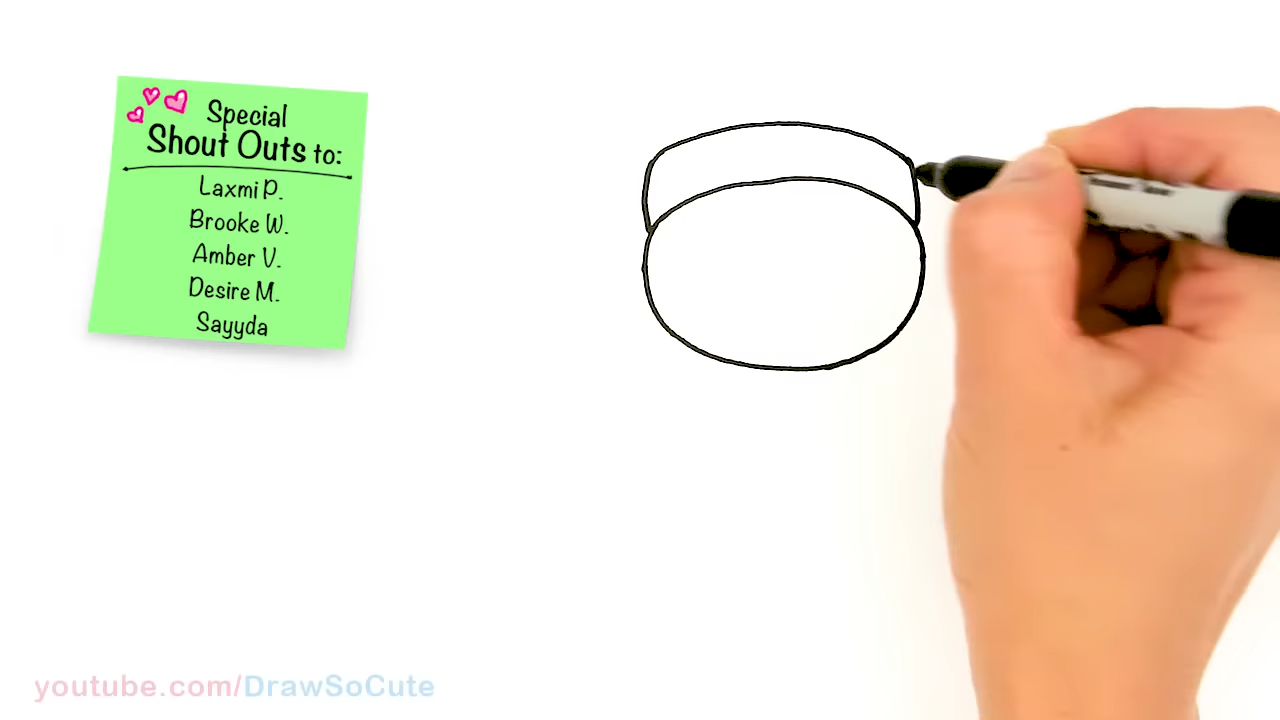 Special
Shout Outs to:
Laxmi P.
Brooke W.
Amber V.
Desire M.
Sayyda
youtube.com/DrawSoCute